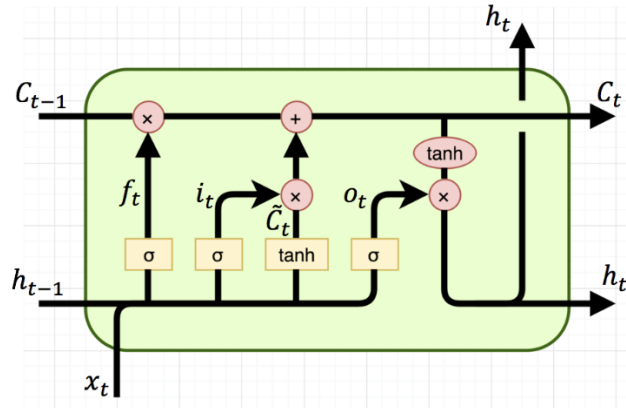 h_t
C_{t-1}
×
+
C_t
tanh
f_t
i_t
×
o_t
×
C̃_t
σ
σ
tanh
σ
h_{t-1}
h_t
x_t